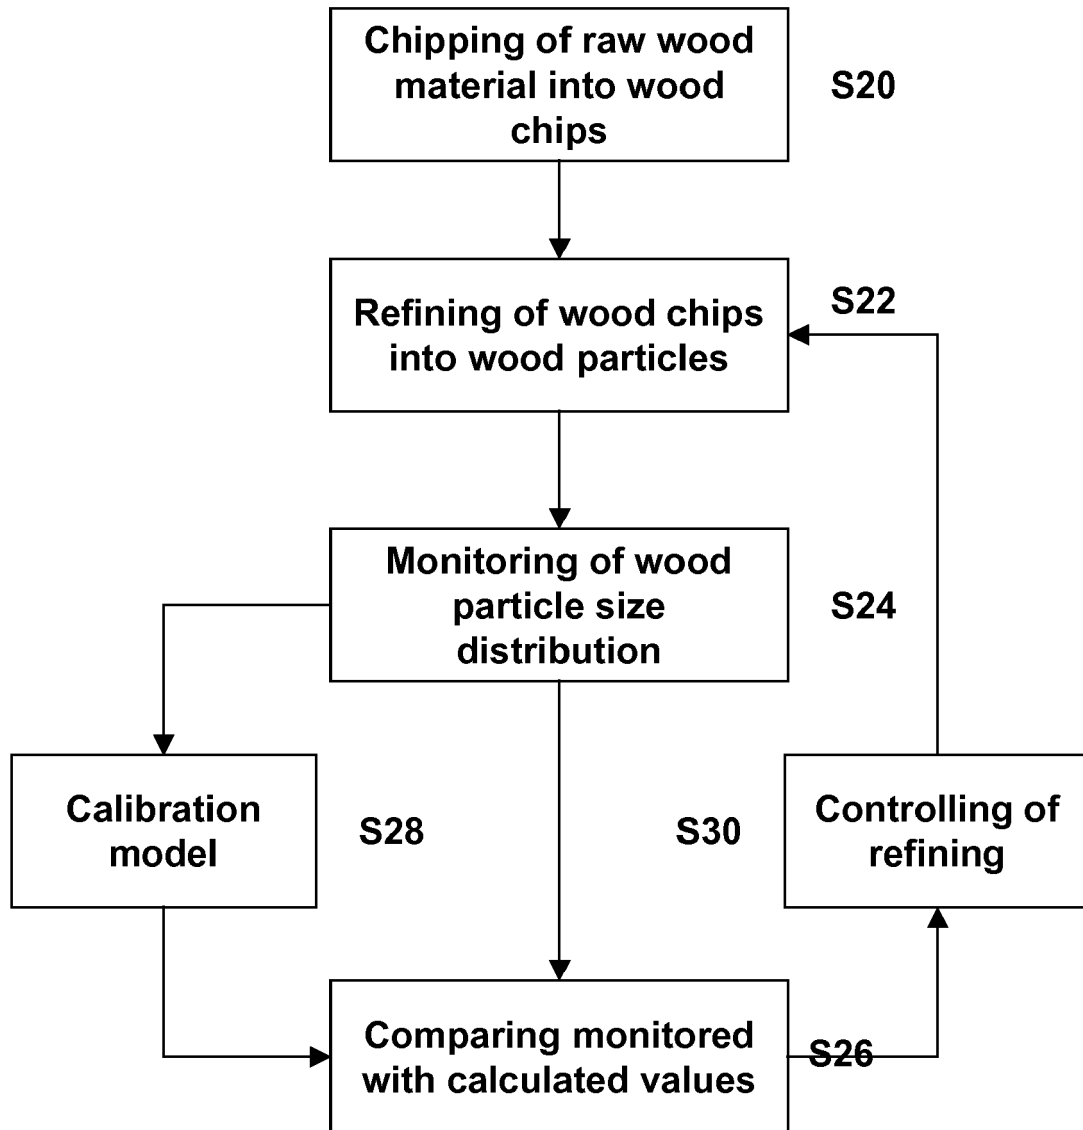 Chipping of raw wood
material into wood
chips
S20
Refining of wood chips
into wood particles
S22
Monitoring of wood
particle size
distribution
S24
Calibration
model
S28
S30
Controlling of
refining
Comparing monitored
with calculated values
S26